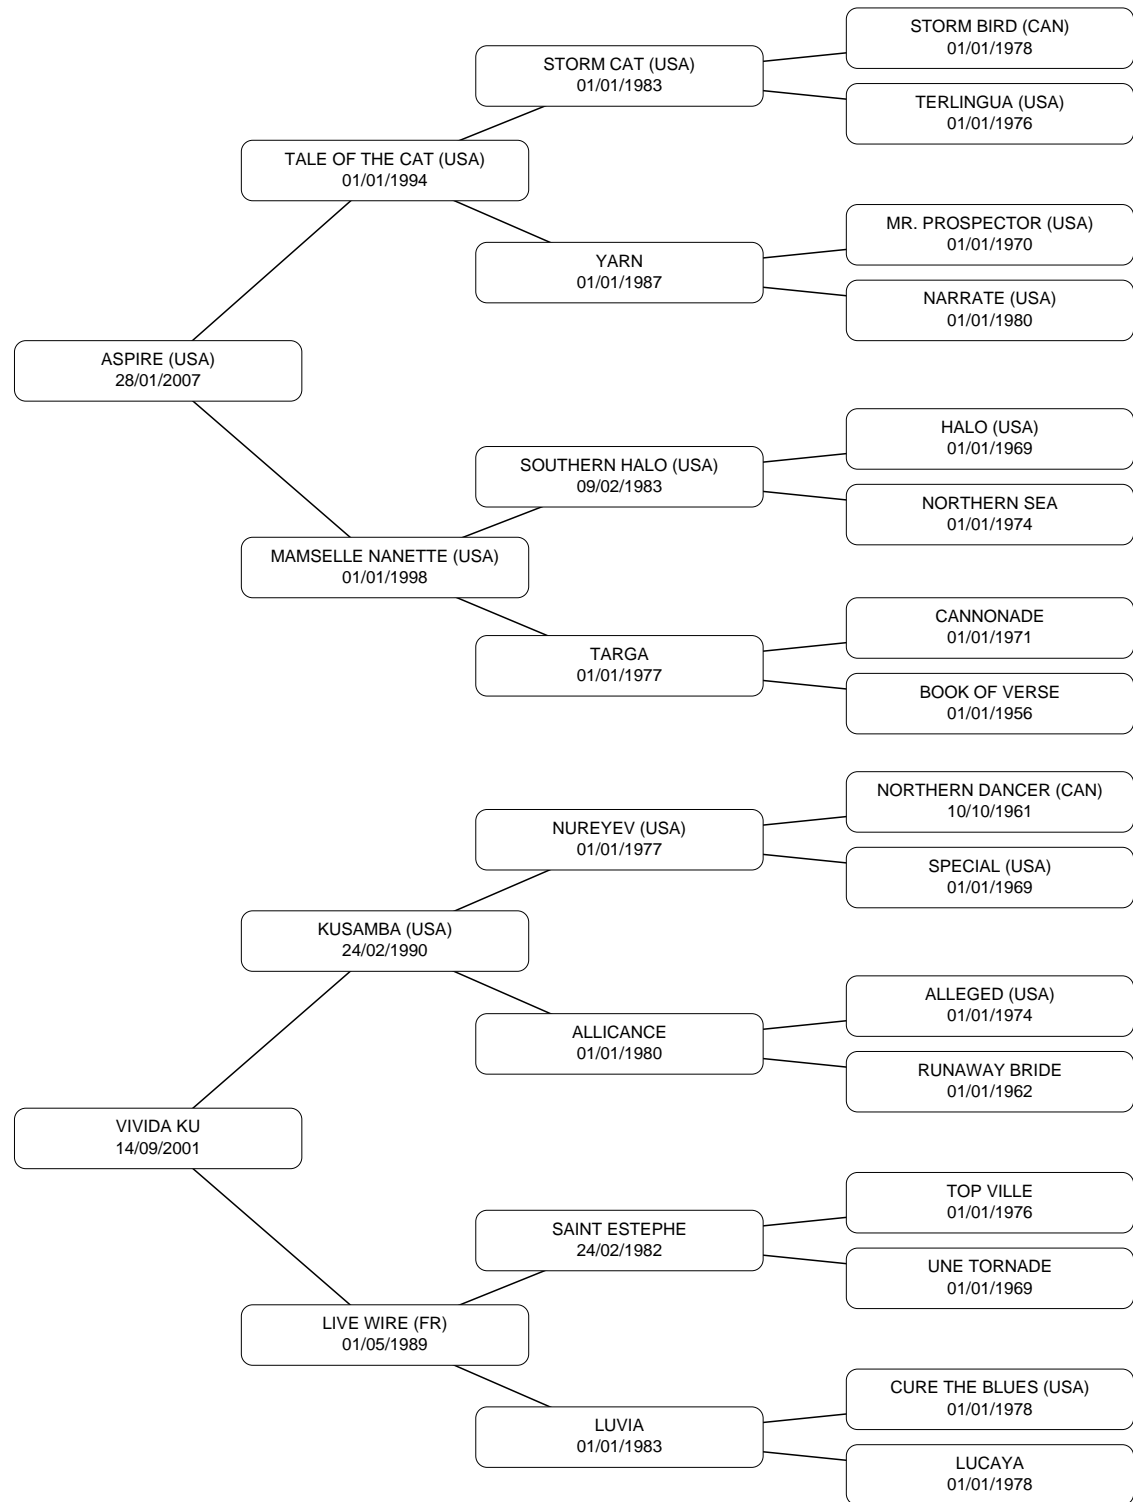 STORM BIRD (CAN)
01/01/1978
STORM CAT (USA)
01/01/1983
TERLINGUA (USA)
01/01/1976
TALE OF THE CAT (USA)
01/01/1994
MR. PROSPECTOR (USA)
01/01/1970
YARN
01/01/1987
NARRATE (USA)
01/01/1980
ASPIRE (USA)
28/01/2007
HALO (USA)
01/01/1969
SOUTHERN HALO (USA)
09/02/1983
NORTHERN SEA
01/01/1974
MAMSELLE NANETTE (USA)
01/01/1998
CANNONADE
01/01/1971
TARGA
01/01/1977
BOOK OF VERSE
01/01/1956
NORTHERN DANCER (CAN)
10/10/1961
NUREYEV (USA)
01/01/1977
SPECIAL (USA)
01/01/1969
KUSAMBA (USA)
24/02/1990
ALLEGED (USA)
01/01/1974
ALLICANCE
01/01/1980
RUNAWAY BRIDE
01/01/1962
VIVIDA KU
14/09/2001
TOP VILLE
01/01/1976
SAINT ESTEPHE
24/02/1982
UNE TORNADE
01/01/1969
LIVE WIRE (FR)
01/05/1989
CURE THE BLUES (USA)
01/01/1978
LUVIA
01/01/1983
LUCAYA
01/01/1978